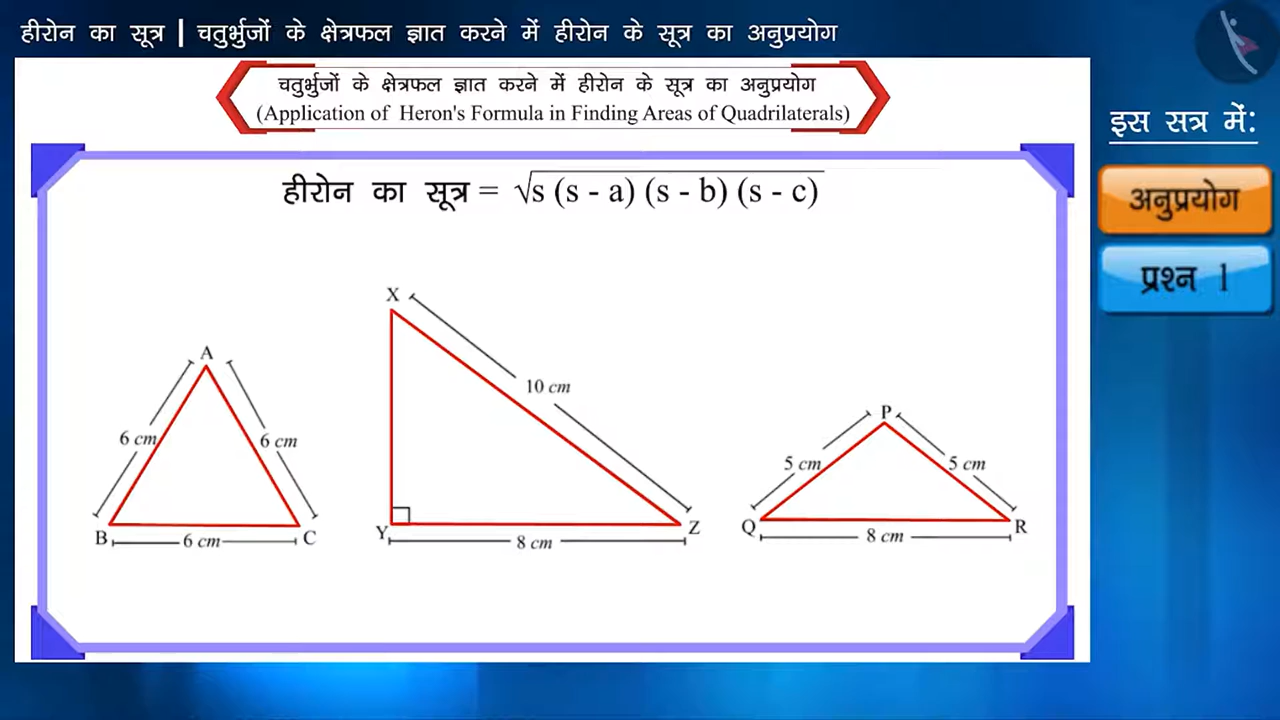 हीरोन का सूत्र | चतुर्भुजों के क्षेत्रफल ज्ञात करने में हीरोन के सूत्र का अनुप्रयोग
चतुर्भुजों के क्षेत्रफल ज्ञात करने में हीरोन के सूत्र का अनुप्रयोग
(Application of Heron's Formula in Finding Areas of Quadrilaterals)
इस सत्र में:
अनुप्रयोग
प्रश्न 1
हीरोन का सूत्र = √s (s - a) (s - b) (s - c)
A
6 cm
6 cm
B
6 cm
C
X
10 cm
Y
8 cm
Z
P
5 cm
5 cm
Q
8 cm
R